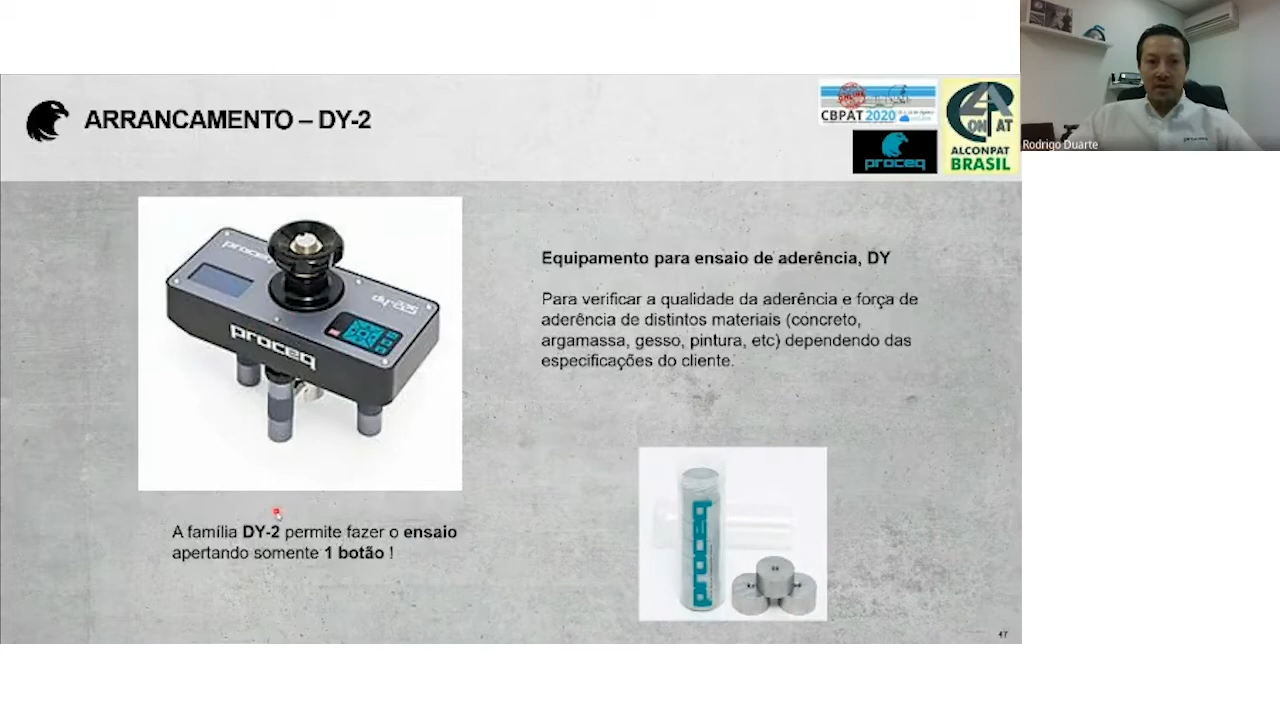 ARRANCAMENTO – DY-2
CBPAT 2020
proceq
ALCONPAT
BRASIL
Rodrigo Duarte
proceq
dy-225
proceq
Equipamento para ensaio de aderência, DY
Para verificar a qualidade da aderência e força de
aderência de distintos materiais (concreto,
argamassa, gesso, pintura, etc) dependendo das
especificações do cliente.
A família DY-2 permite fazer o ensaio
apertando somente 1 botão !
proceq
47